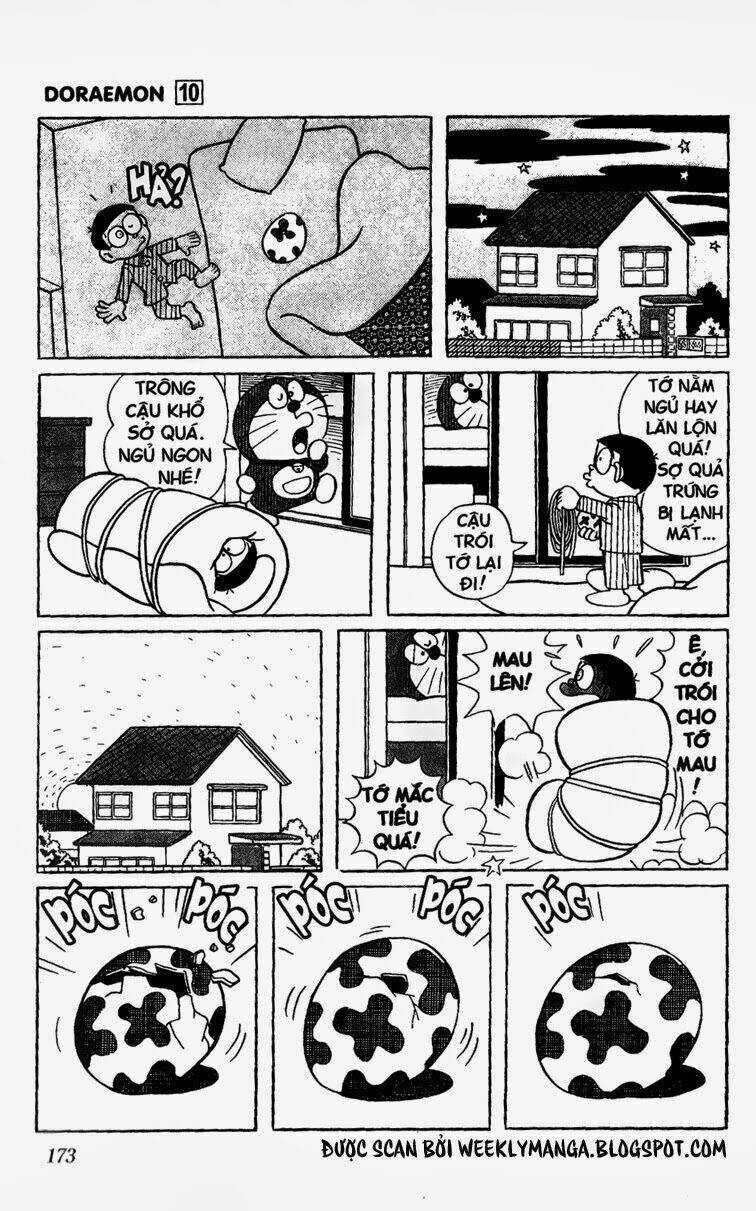 DORAEMON 10
HẢ?
TỚ NẰM
NGỦ HAY
LĂN LỘN
QUÁ!
SỢ QUẢ
TRỨNG
BỊ LẠNH
MẤT...
CẬU TRÓI
TỚ LẠI
ĐI!
TRÔNG
CẬU KHỔ
SỞ QUÁ.
NGỦ NGON
NHÉ!
Ê,
CỞI
TRÓI
CHO
TỚ
MAU
!
MAU
LÊN!
TỚ MẮC
TIỂU
QUÁ!
PÓC
PÓC
PÓC
PÓC
PÓC
173
ĐƯỢC SCAN BỞI WEEKLYMANGA.BLOGSPOT.COM